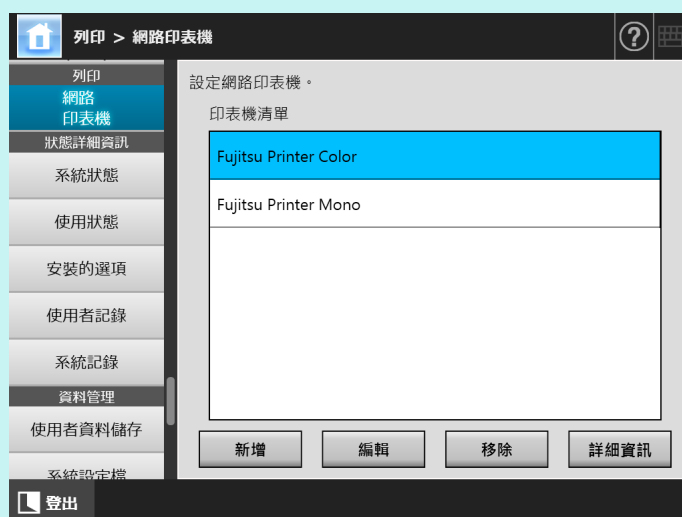 列印 > 網路印表機
?
列印
網路
印表機
狀態詳細資訊
系統狀態
使用狀態
安裝的選項
使用者記錄
系統記錄
資料管理
使用者資料儲存
系統設定檔
設定網路印表機。
印表機清單
Fujitsu Printer Color
Fujitsu Printer Mono
新增
編輯
移除
詳細資訊
登出